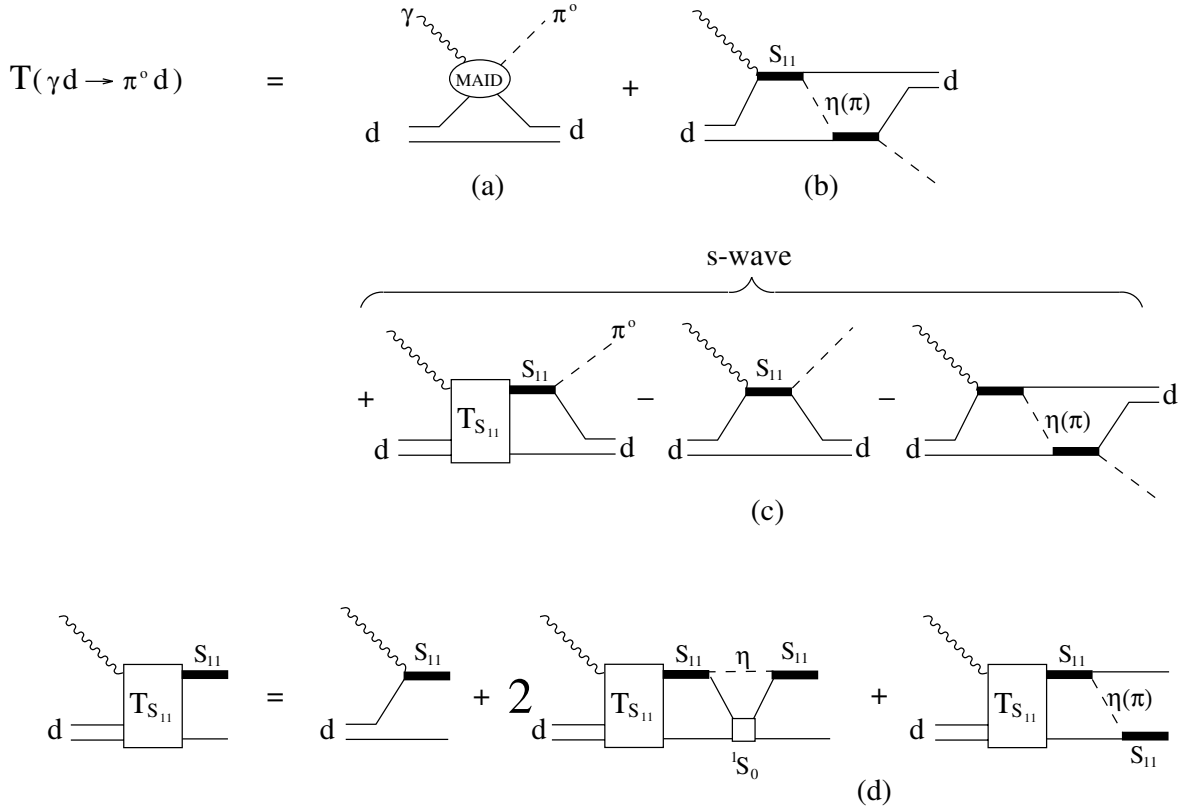 γ π°
T(γd → π°d) = MAID + S₁₁ η(π)
d d d d
(a) (b)
s-wave
π°
S₁₁ S₁₁
+ T_S₁₁ − − η(π) d
d d d d d
(c)
S₁₁ S₁₁ S₁₁ η S₁₁ S₁₁
T_S₁₁ = + 2 T_S₁₁ + T_S₁₁ η(π)
d d d d
¹S₀ S₁₁
(d)